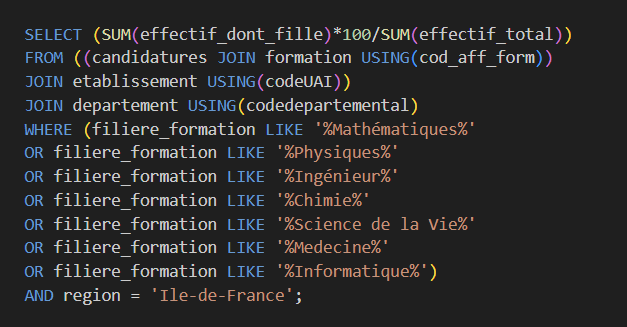 SELECT (SUM(effectif_dont_fille)*100/SUM(effectif_total))
FROM ((candidatures JOIN formation USING(cod_aff_form))
JOIN etablissement USING(codeUAI))
JOIN departement USING(codedepartemental)
WHERE (filiere_formation LIKE '%Mathématiques%'
OR filiere_formation LIKE '%Physiques%'
OR filiere_formation LIKE '%Ingénieur%'
OR filiere_formation LIKE '%Chimie%'
OR filiere_formation LIKE '%Science de la Vie%'
OR filiere_formation LIKE '%Medecine%'
OR filiere_formation LIKE '%Informatique%')
AND region = 'Ile-de-France';